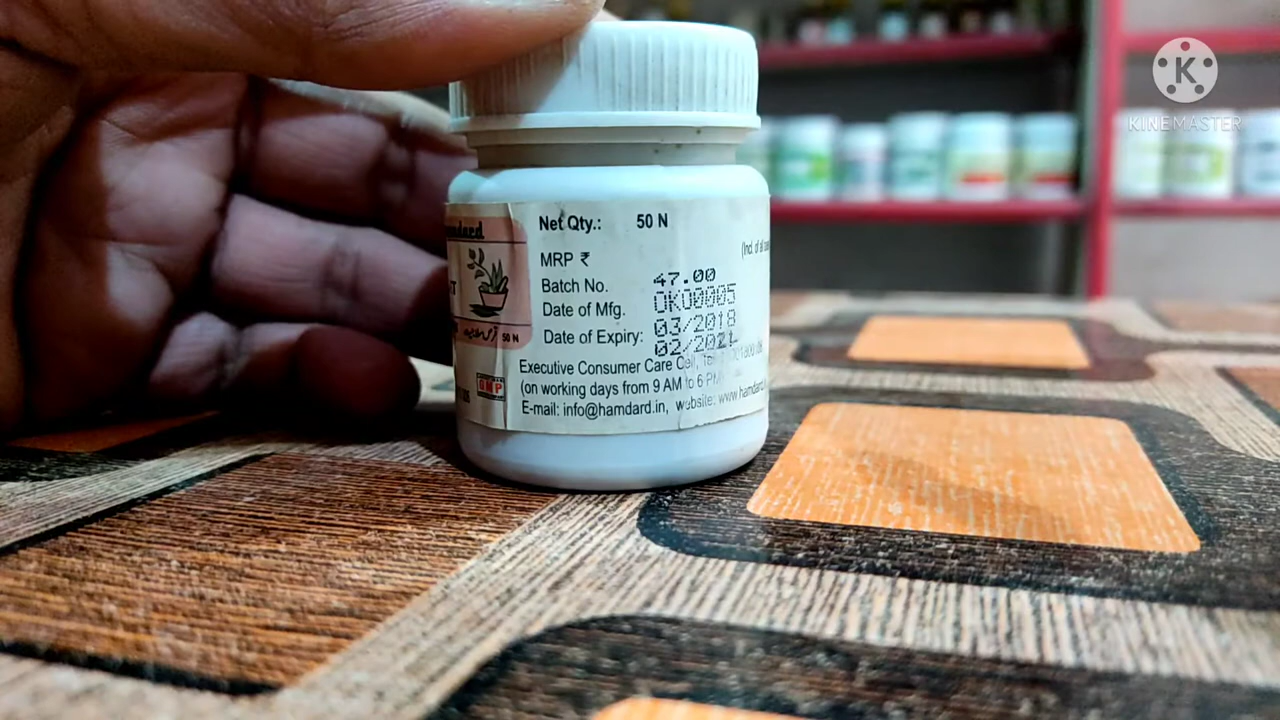 K
KINEMASTER
Net Qty.: 50 N
MRP ₹ 47.00
Batch No. OK00005
Date of Mfg. 03/2018
Date of Expiry: 02/2021
Executive Consumer Care Cell,
(on working days from 9 AM to 6 PM
E-mail: info@hamdard.in, website: www.hamdard.
50 N
GMP